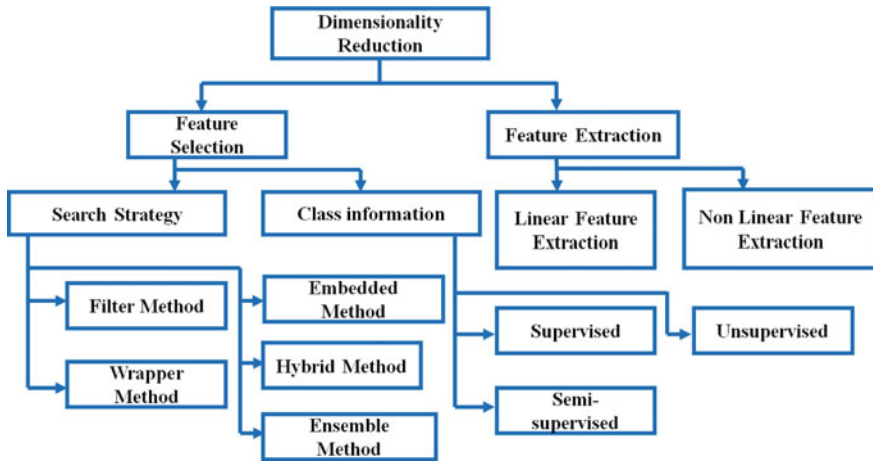 Dimensionality
Reduction
Feature
Selection
Feature Extraction
Search Strategy
Class information
Linear Feature
Extraction
Non Linear Feature
Extraction
Filter Method
Embedded
Method
Supervised
Unsupervised
Wrapper
Method
Hybrid Method
Semi-
supervised
Ensemble
Method